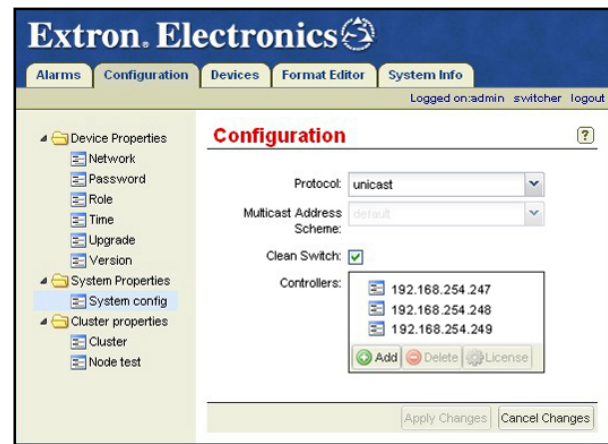 Extron. Electronics
Alarms Configuration Devices Format Editor System Info
Logged on:admin switcher logout
Device Properties
Network
Password
Role
Time
Upgrade
Version
System Properties
System config
Cluster properties
Cluster
Node test
Configuration ?
Protocol: unicast
Multicast Address Scheme: default
Clean Switch:
Controllers:
192.168.254.247
192.168.254.248
192.168.254.249
Add Delete License
Apply Changes Cancel Changes